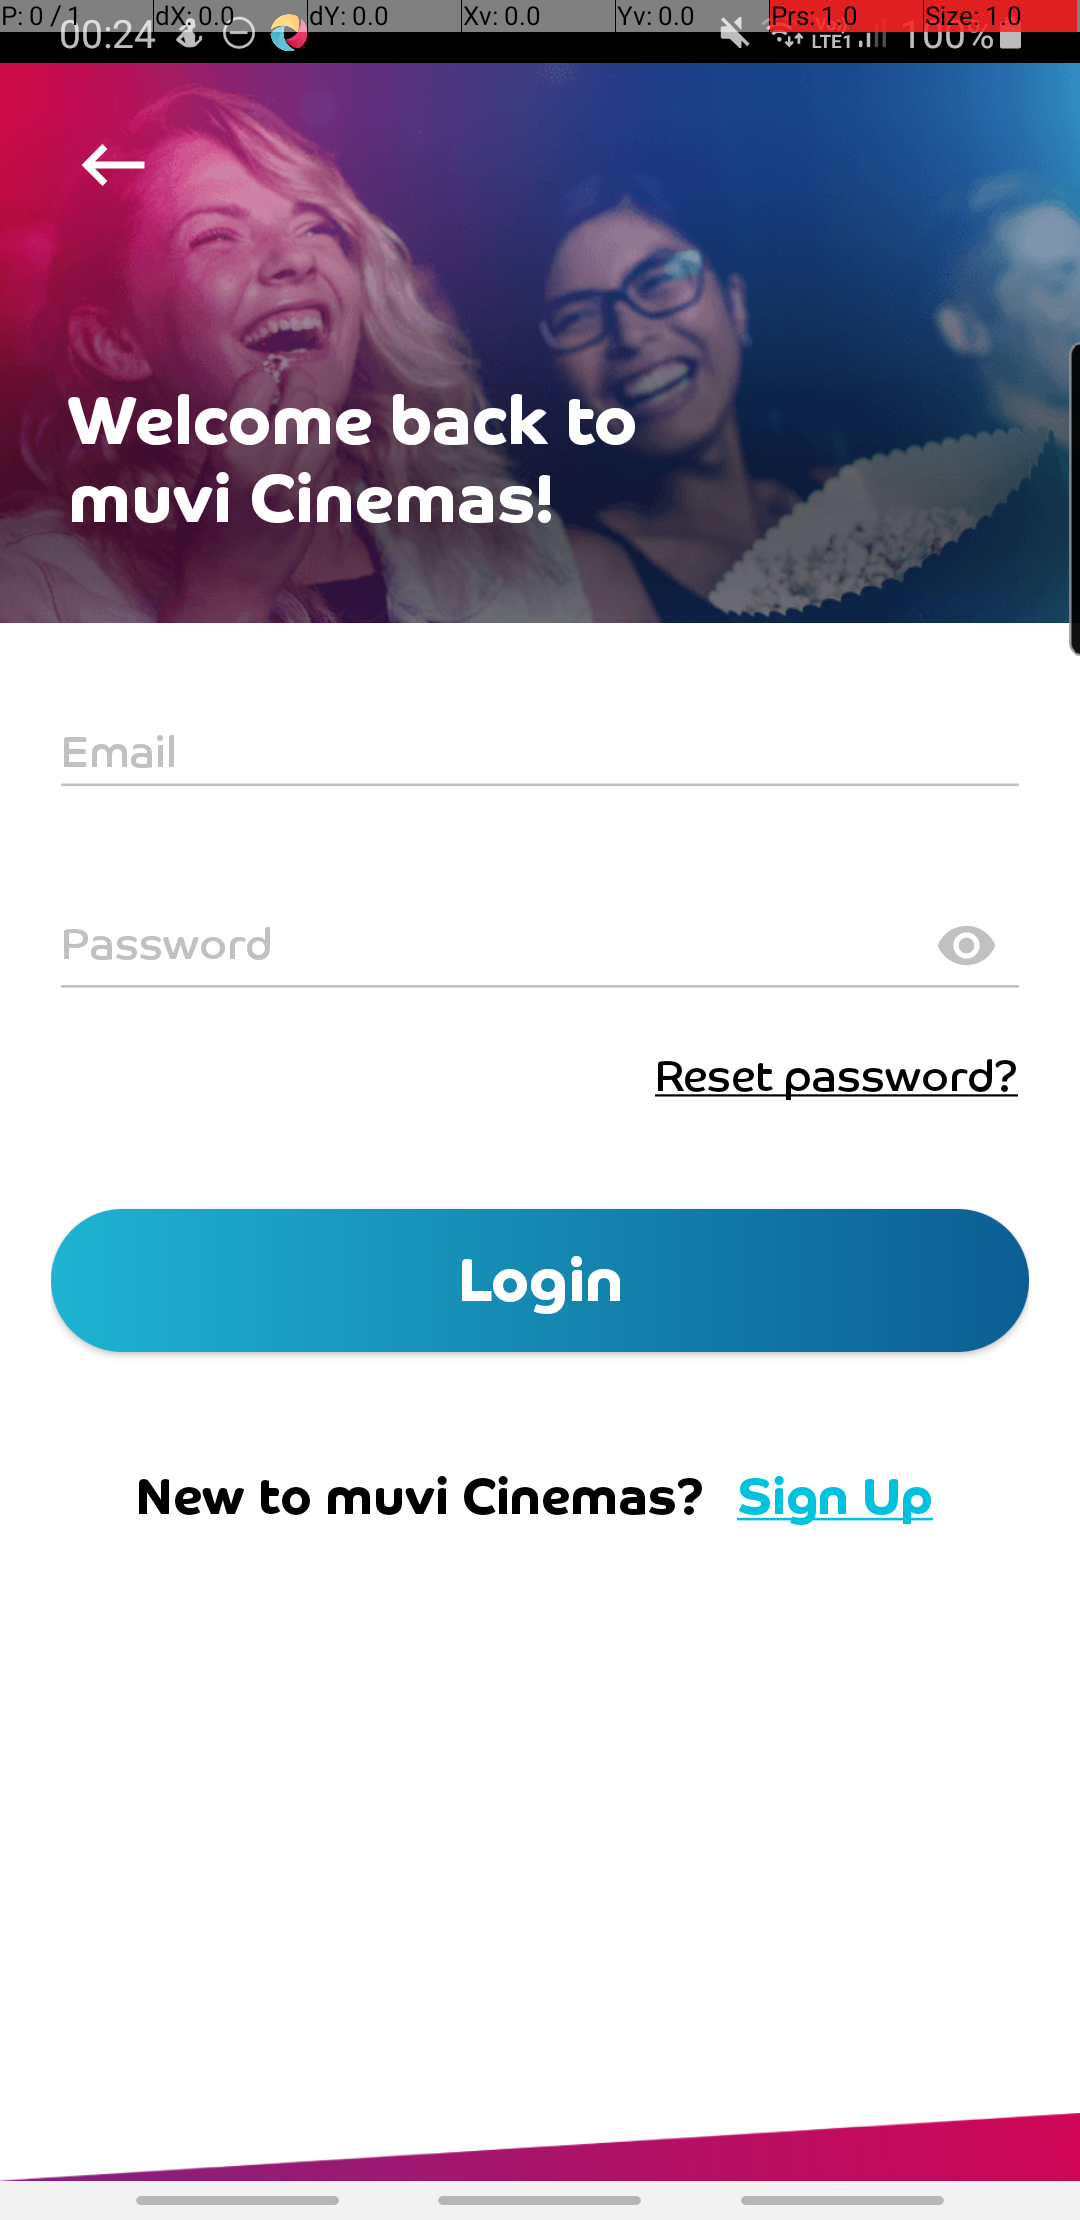 P: 0 / 1 dX: 0.0 dY: 0.0 Xv: 0.0 Yv: 0.0 Prs: 1.0 Size: 1.0
00:24 LTE1 100%
Welcome back to
muvi Cinemas!
Email
Password
Reset password?
Login
New to muvi Cinemas? Sign Up